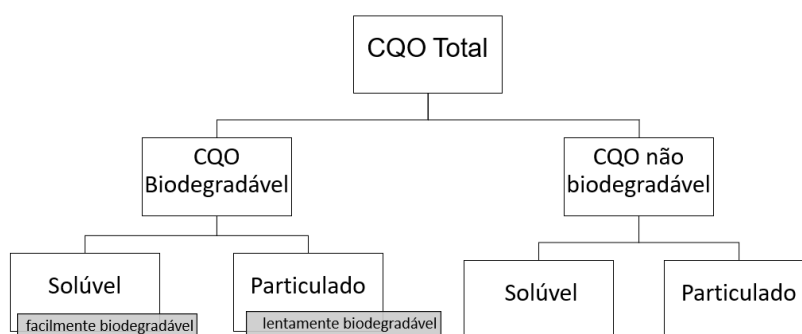 CQO Total
CQO
Biodegradável
CQO não
biodegradável
Solúvel
facilmente biodegradável
Particulado
lentamente biodegradável
Solúvel
Particulado